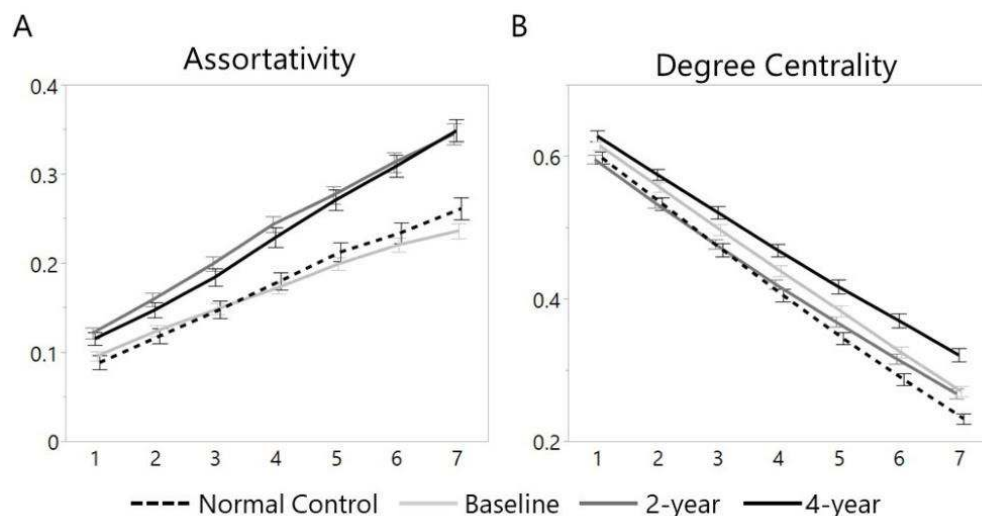 A
Assortativity
0.4
0.3
0.2
0.1
0
1 2 3 4 5 6 7
B
Degree Centrality
0.6
0.4
0.2
1 2 3 4 5 6 7
Normal Control Baseline 2-year 4-year